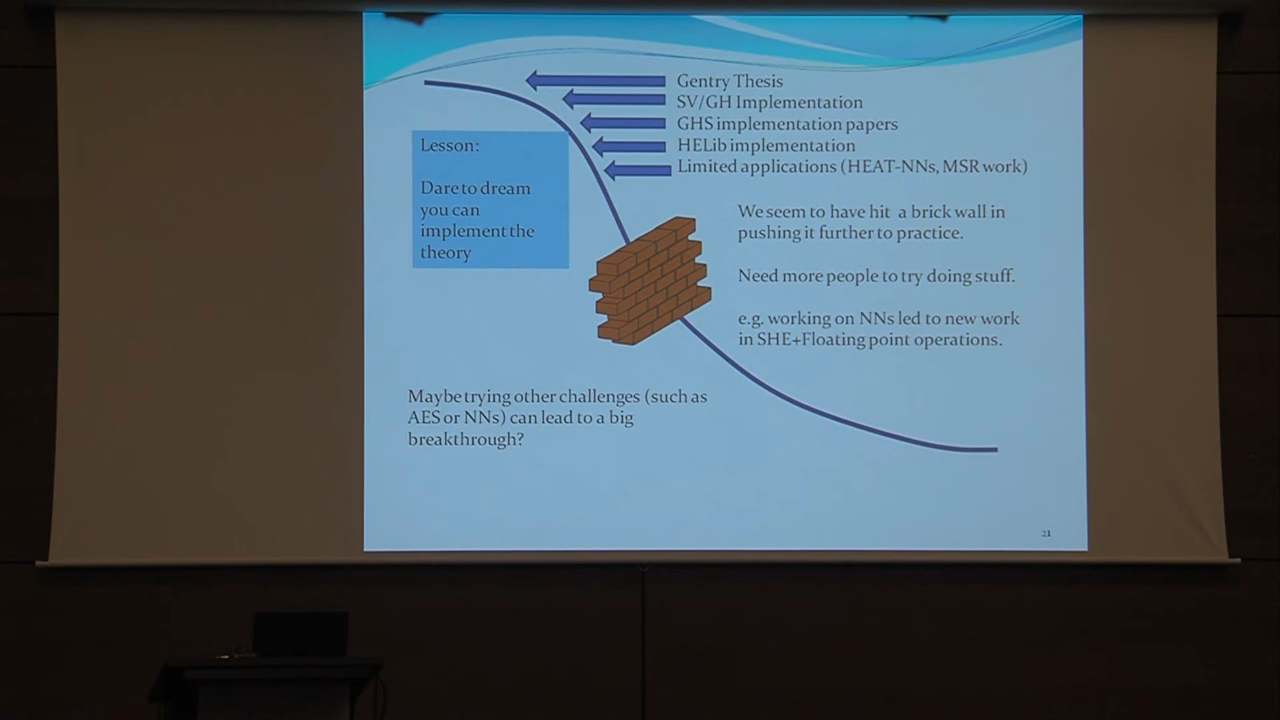 Gentry Thesis
SV/GH Implementation
GHS implementation papers
HELib implementation
Limited applications (HEAT-NNs, MSR work)
Lesson:
Dare to dream
you can
implement the
theory
We seem to have hit a brick wall in
pushing it further to practice.
Need more people to try doing stuff.
e.g. working on NNs led to new work
in SHE+Floating point operations.
Maybe trying other challenges (such as
AES or NNs) can lead to a big
breakthrough?
21